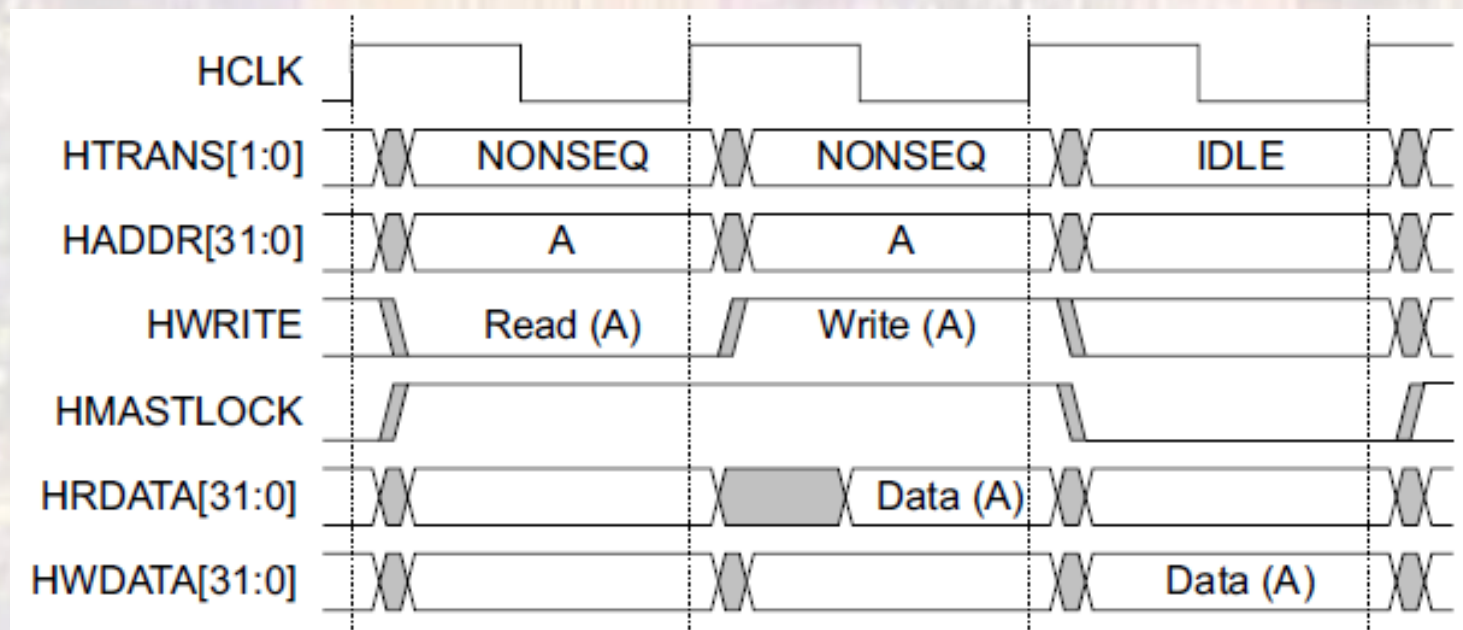 HCLK
HTRANS[1:0] NONSEQ NONSEQ IDLE
HADDR[31:0] A A
HWRITE Read (A) Write (A)
HMASTLOCK
HRDATA[31:0] Data (A)
HWDATA[31:0] Data (A)